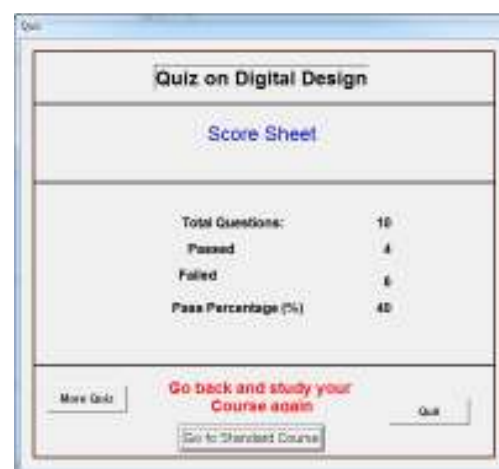 Quiz
Quiz on Digital Design
Score Sheet
Total Questions: 10
Passed 4
Failed 6
Pass Percentage (%) 40
Go back and study your
Course again
More Quiz
Quit
Go to Standard Course